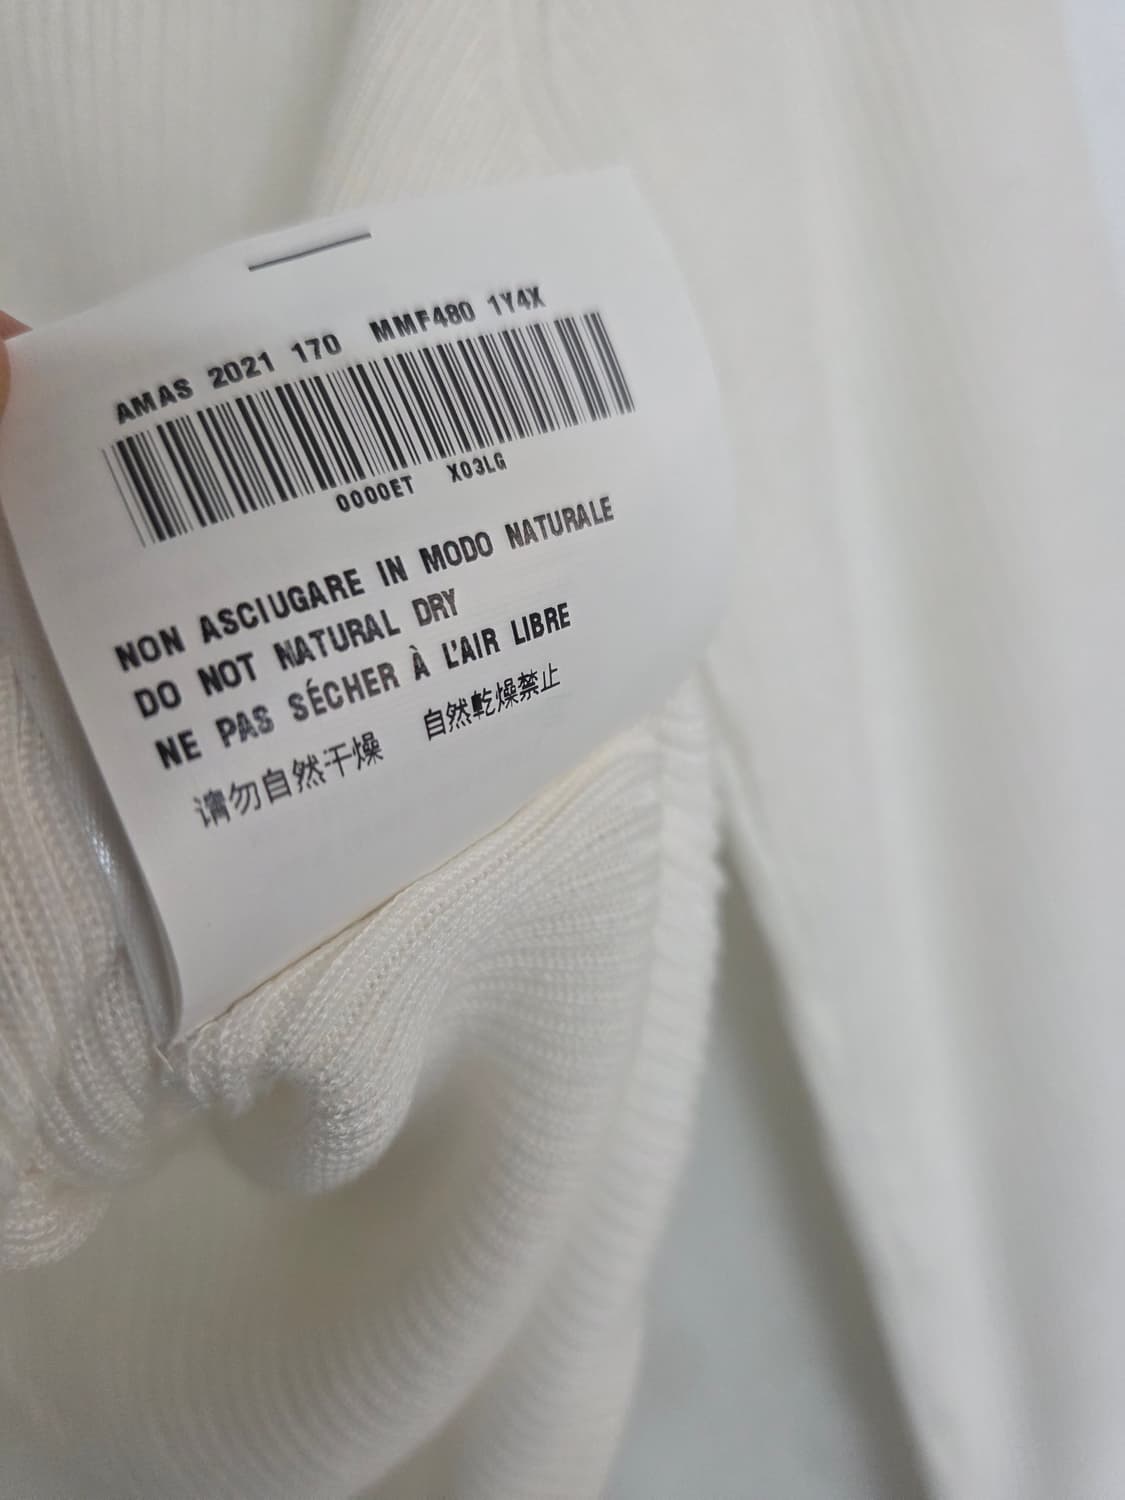 AMAS 2021 170 MMF480 1Y4X
0000ET X03LG
NON ASCIUGARE IN MODO NATURALE
DO NOT NATURAL DRY
NE PAS SÉCHER À L'AIR LIBRE
请勿自然干燥 自然乾燥禁止